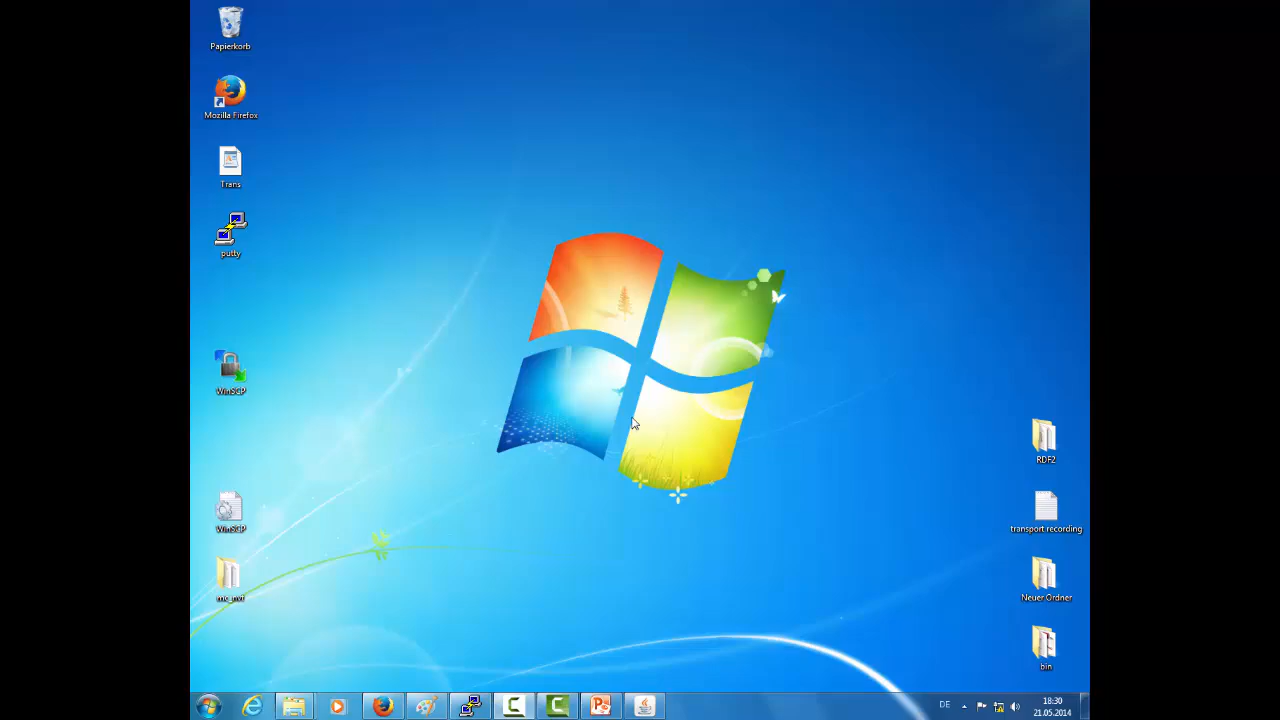 Papierkorb
Mozilla Firefox
Trans
putty
WinSCP
WinSCP
mc_nvt
RDF2
transport recording
Neuer Ordner
bin
DE
18:30
21.05.2014